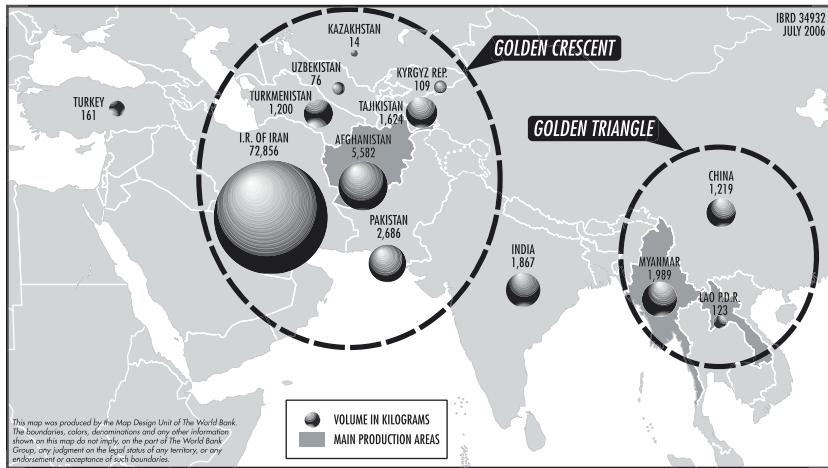 IBRD 34932
JULY 2006
KAZAKHSTAN
14
GOLDEN CRESCENT
UZBEKISTAN
76
KYRGYZ REP.
109
TURKEY
161
TURKMENISTAN
1,200
TAJIKISTAN
1,624
GOLDEN TRIANGLE
I.R. OF IRAN
72,856
AFGHANISTAN
5,582
CHINA
1,219
PAKISTAN
2,686
INDIA
1,867
MYANMAR
1,989
LAO P.D.R.
123
VOLUME IN KILOGRAMS
MAIN PRODUCTION AREAS
This map was produced by the Map Design Unit of The World Bank.
The boundaries, colors, denominations and any other information
shown on this map do not imply, on the part of The World Bank
Group, any judgment on the legal status of any territory, or any
endorsement or acceptance of such boundaries.